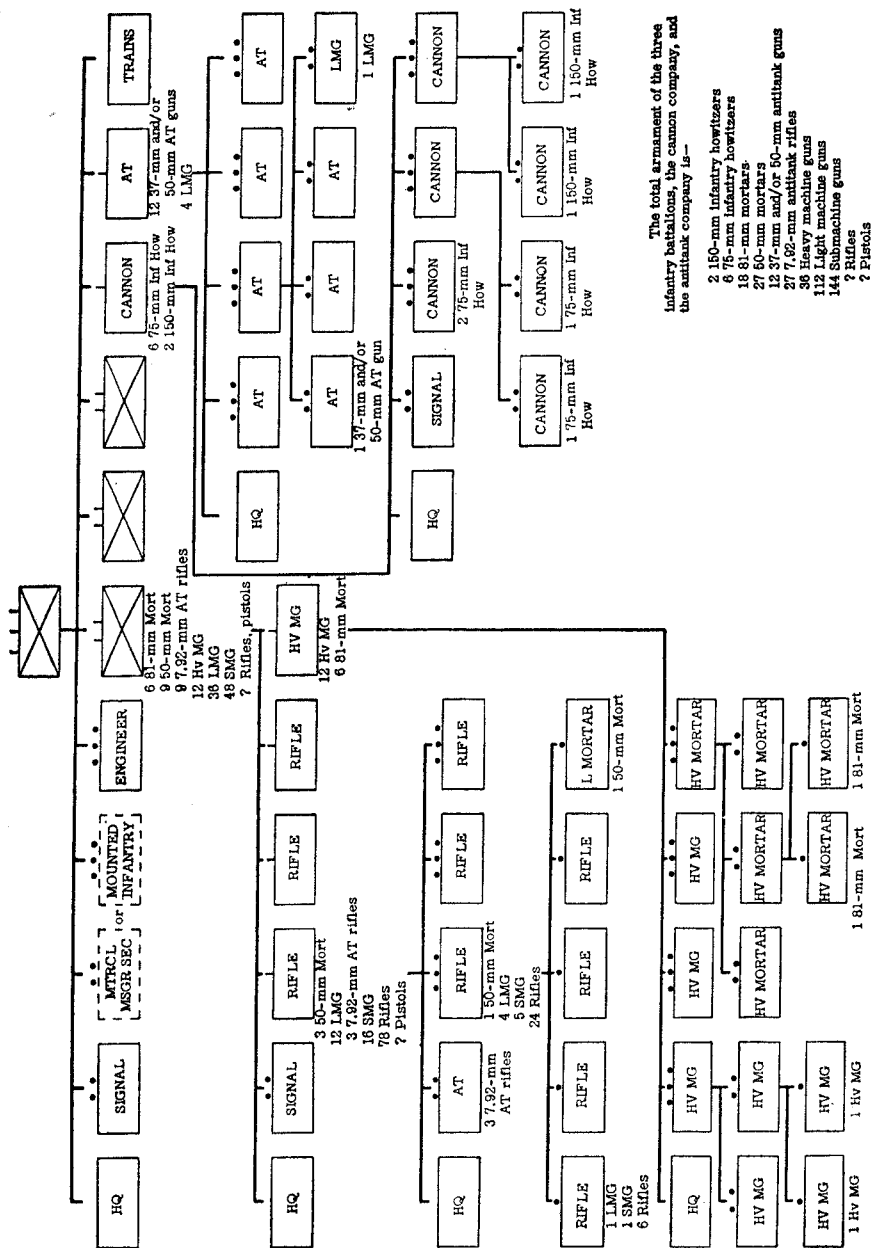 HQ
SIGNAL
MTRCL
MSGR SEC
or
MOUNTED
INFANTRY
ENGINEER
6 81-mm Mort
9 50-mm Mort
9 7.92-mm AT rifles
12 Hv MG
36 LMG
48 SMG
? Rifles, pistols
CANNON
6 75-mm Inf How
2 150-mm Inf How
AT
12 37-mm and/or
50-mm AT guns
4 LMG
TRAINS
HQ
AT
AT
AT
AT
AT
1 37-mm and/or
50-mm AT gun
AT
AT
LMG
1 LMG
HQ
SIGNAL
CANNON
2 75-mm Inf
How
CANNON
CANNON
CANNON
1 75-mm Inf
How
CANNON
1 75-mm Inf
How
CANNON
1 150-mm Inf
How
CANNON
1 150-mm Inf
How
HQ
SIGNAL
RIFLE
3 50-mm Mort
12 LMG
3 7.92-mm AT rifles
16 SMG
78 Rifles
? Pistols
RIFLE
RIFLE
HV MG
12 Hv MG
6 81-mm Mort
HQ
AT
3 7.92-mm
AT rifles
RIFLE
1 50-mm Mort
4 LMG
5 SMG
24 Rifles
RIFLE
RIFLE
RIFLE
1 LMG
1 SMG
6 Rifles
RIFLE
RIFLE
RIFLE
L MORTAR
1 50-mm Mort
HQ
HV MG
HV MG
HV MG
HV MORTAR
HV MG
HV MG
HV MORTAR
HV MORTAR
HV MORTAR
HV MG
1 Hv MG
HV MG
1 Hv MG
HV MORTAR
1 81-mm Mort
HV MORTAR
1 81-mm Mort
The total armament of the three
infantry battalions, the cannon company, and
the antitank company is—
2 150-mm infantry howitzers
6 75-mm infantry howitzers
18 81-mm mortars
27 50-mm mortars
12 37-mm and/or 50-mm antitank guns
27 7.92-mm antitank rifles
36 Heavy machine guns
112 Light machine guns
144 Submachine guns
? Rifles
? Pistols